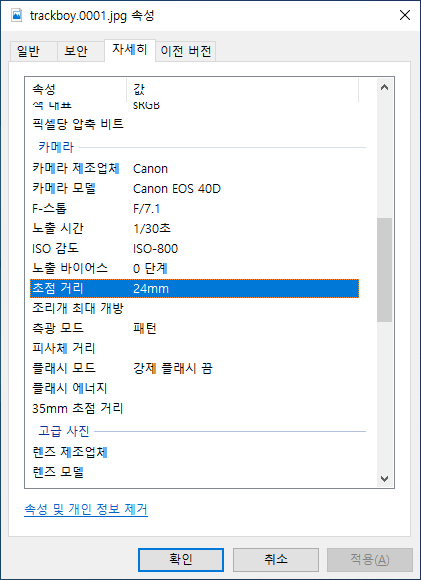 trackboy.0001.jpg 속성
일반 보안 자세히 이전 버전
속성 값
색 대표 sRGB
픽셀당 압축 비트
카메라
카메라 제조업체 Canon
카메라 모델 Canon EOS 40D
F-스톱 F/7.1
노출 시간 1/30초
ISO 감도 ISO-800
노출 바이어스 0 단계
초점 거리 24mm
조리개 최대 개방
측광 모드 패턴
피사체 거리
플래시 모드 강제 플래시 끔
플래시 에너지
35mm 초점 거리
고급 사진
렌즈 제조업체
렌즈 모델
속성 및 개인 정보 제거
확인 취소 적용(A)